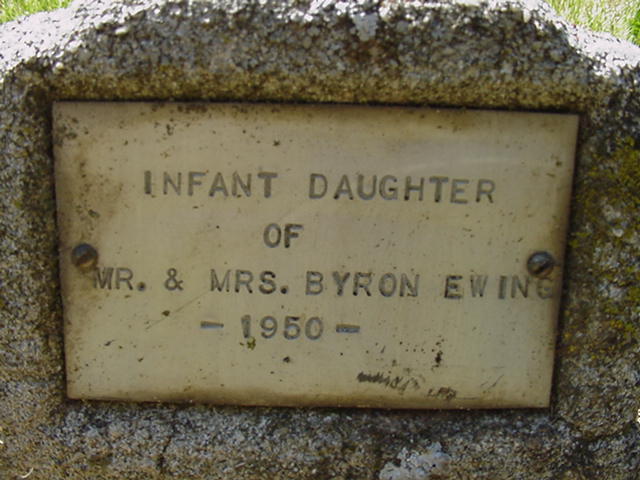 INFANT DAUGHTER
OF
MR. & MRS. BYRON EWING
- 1950 -